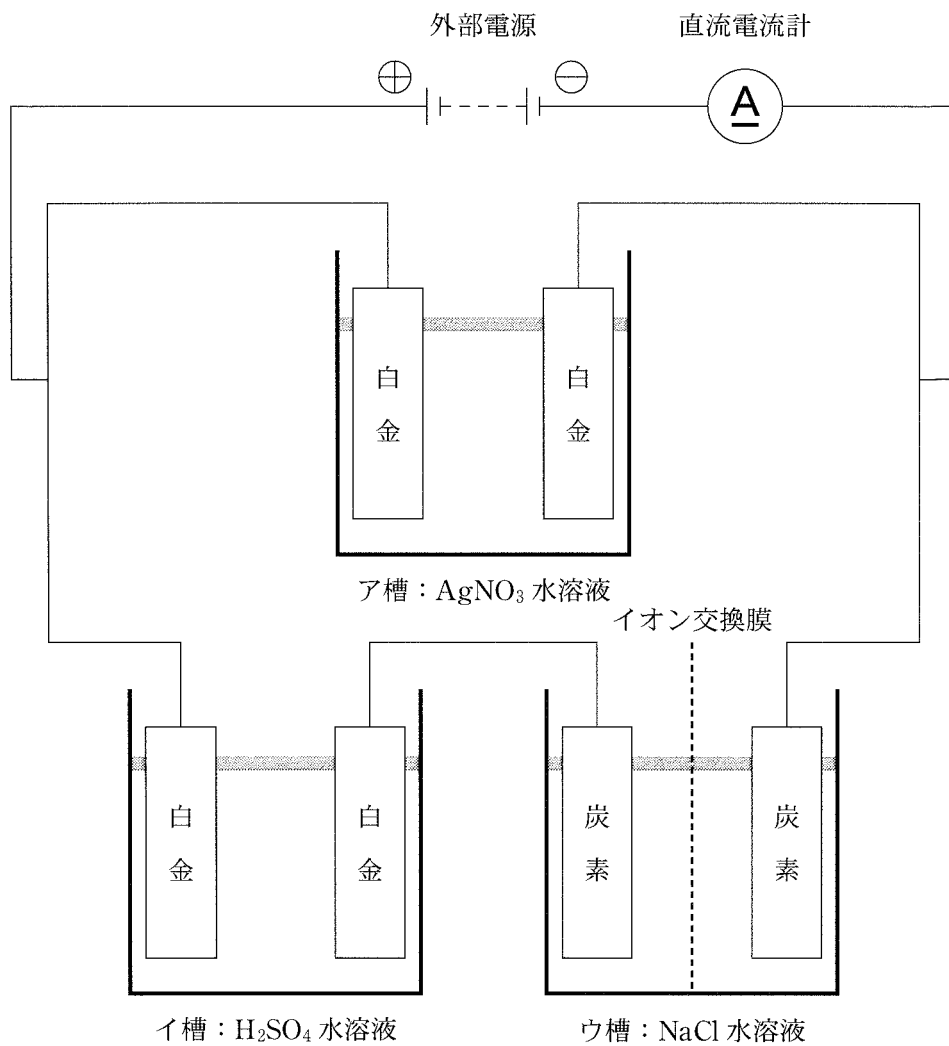 外部電源
直流電流計
⊕
⊖
A
白金
白金
ア槽：AgNO₃ 水溶液
イオン交換膜
白金
白金
炭素
炭素
イ槽：H₂SO₄ 水溶液
ウ槽：NaCl 水溶液